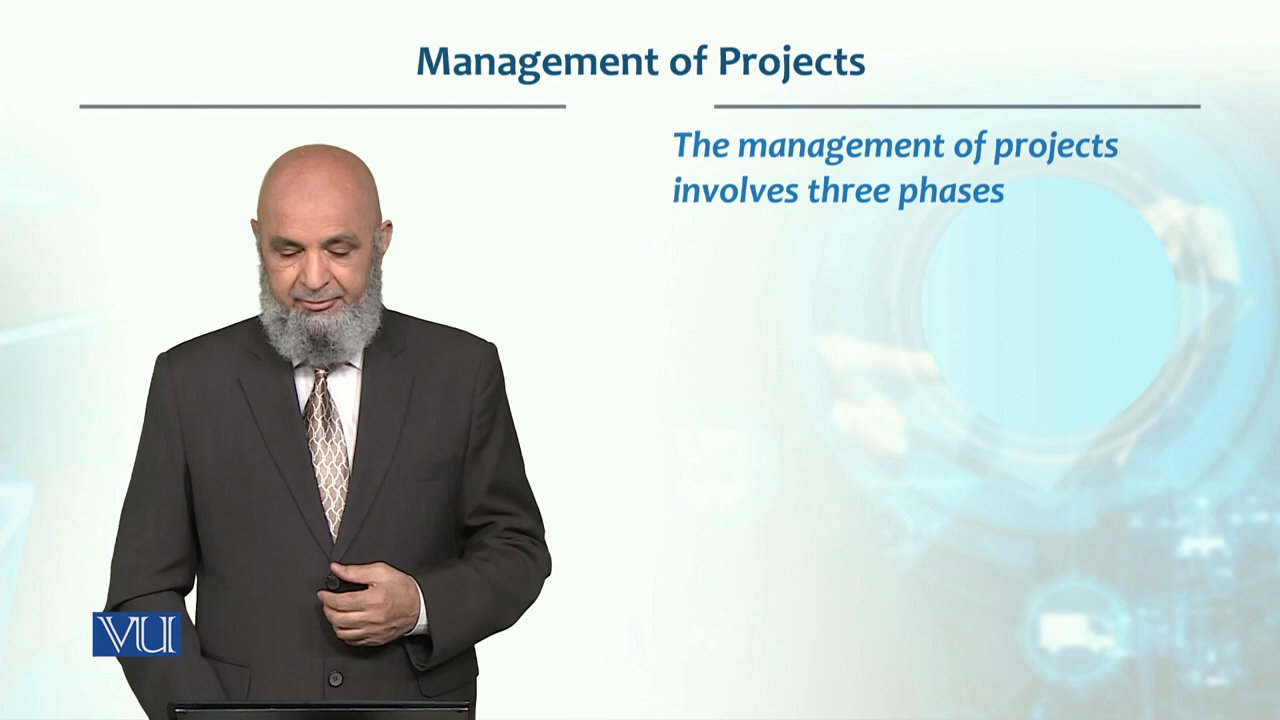 Management of Projects
The management of projects
involves three phases
VU